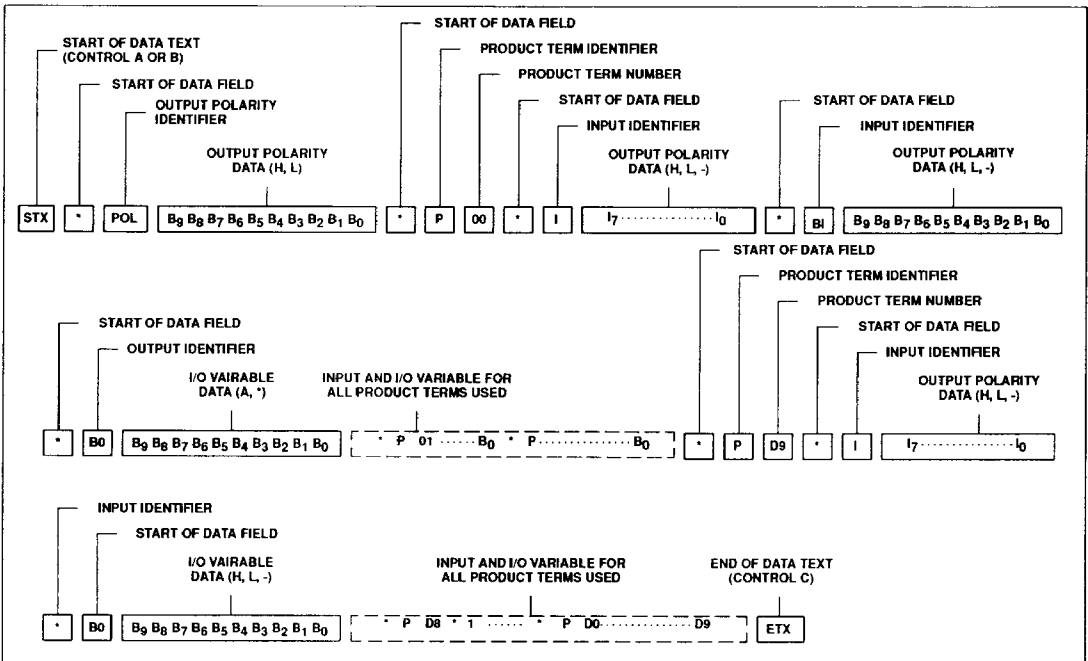 START OF DATA TEXT
(CONTROL A OR B)
START OF DATA FIELD
OUTPUT POLARITY
IDENTIFIER
OUTPUT POLARITY
DATA (H, L)
START OF DATA FIELD
PRODUCT TERM IDENTIFIER
PRODUCT TERM NUMBER
START OF DATA FIELD
INPUT IDENTIFIER
OUTPUT POLARITY
DATA (H, L, -)
START OF DATA FIELD
INPUT IDENTIFIER
OUTPUT POLARITY
DATA (H, L, -)
STX * POL B9 B8 B7 B6 B5 B4 B3 B2 B1 B0 * P 00 * I I7··············I0 * BI B9 B8 B7 B6 B5 B4 B3 B2 B1 B0
START OF DATA FIELD
OUTPUT IDENTIFIER
I/O VAIRABLE
DATA (A, *)
INPUT AND I/O VARIABLE FOR
ALL PRODUCT TERMS USED
START OF DATA FIELD
PRODUCT TERM IDENTIFIER
PRODUCT TERM NUMBER
START OF DATA FIELD
INPUT IDENTIFIER
OUTPUT POLARITY
DATA (H, L, -)
* B0 B9 B8 B7 B6 B5 B4 B3 B2 B1 B0 * P 01 ······B0 * P···············B0 * P D9 * I I7··············I0
INPUT IDENTIFIER
START OF DATA FIELD
I/O VAIRABLE
DATA (H, L, -)
INPUT AND I/O VARIABLE FOR
ALL PRODUCT TERMS USED
END OF DATA TEXT
(CONTROL C)
* B0 B9 B8 B7 B6 B5 B4 B3 B2 B1 B0 * P D8 * 1 ······ * P D0··············D9 ETX